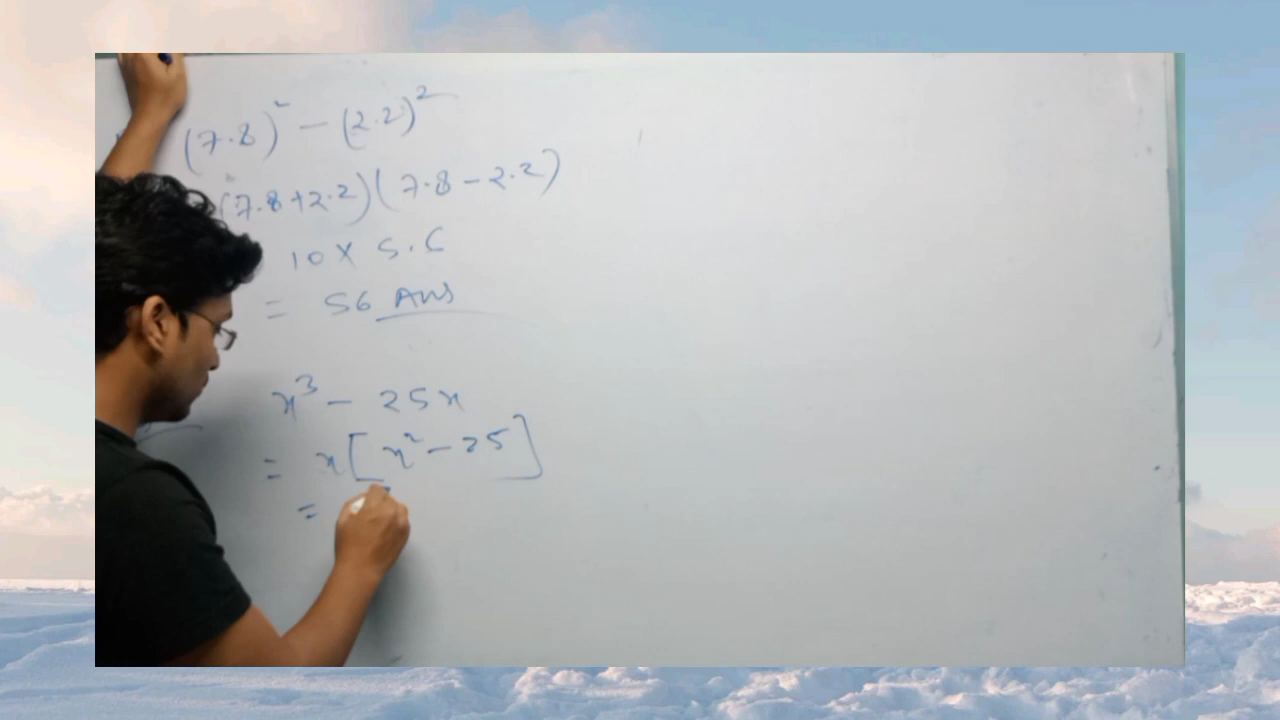 (7.8)² - (2.2)²
(7.8+2.2)(7.8-2.2)
10 X 5.6
= 56 Ans
x³ - 25x
= x[x² - 25]
=